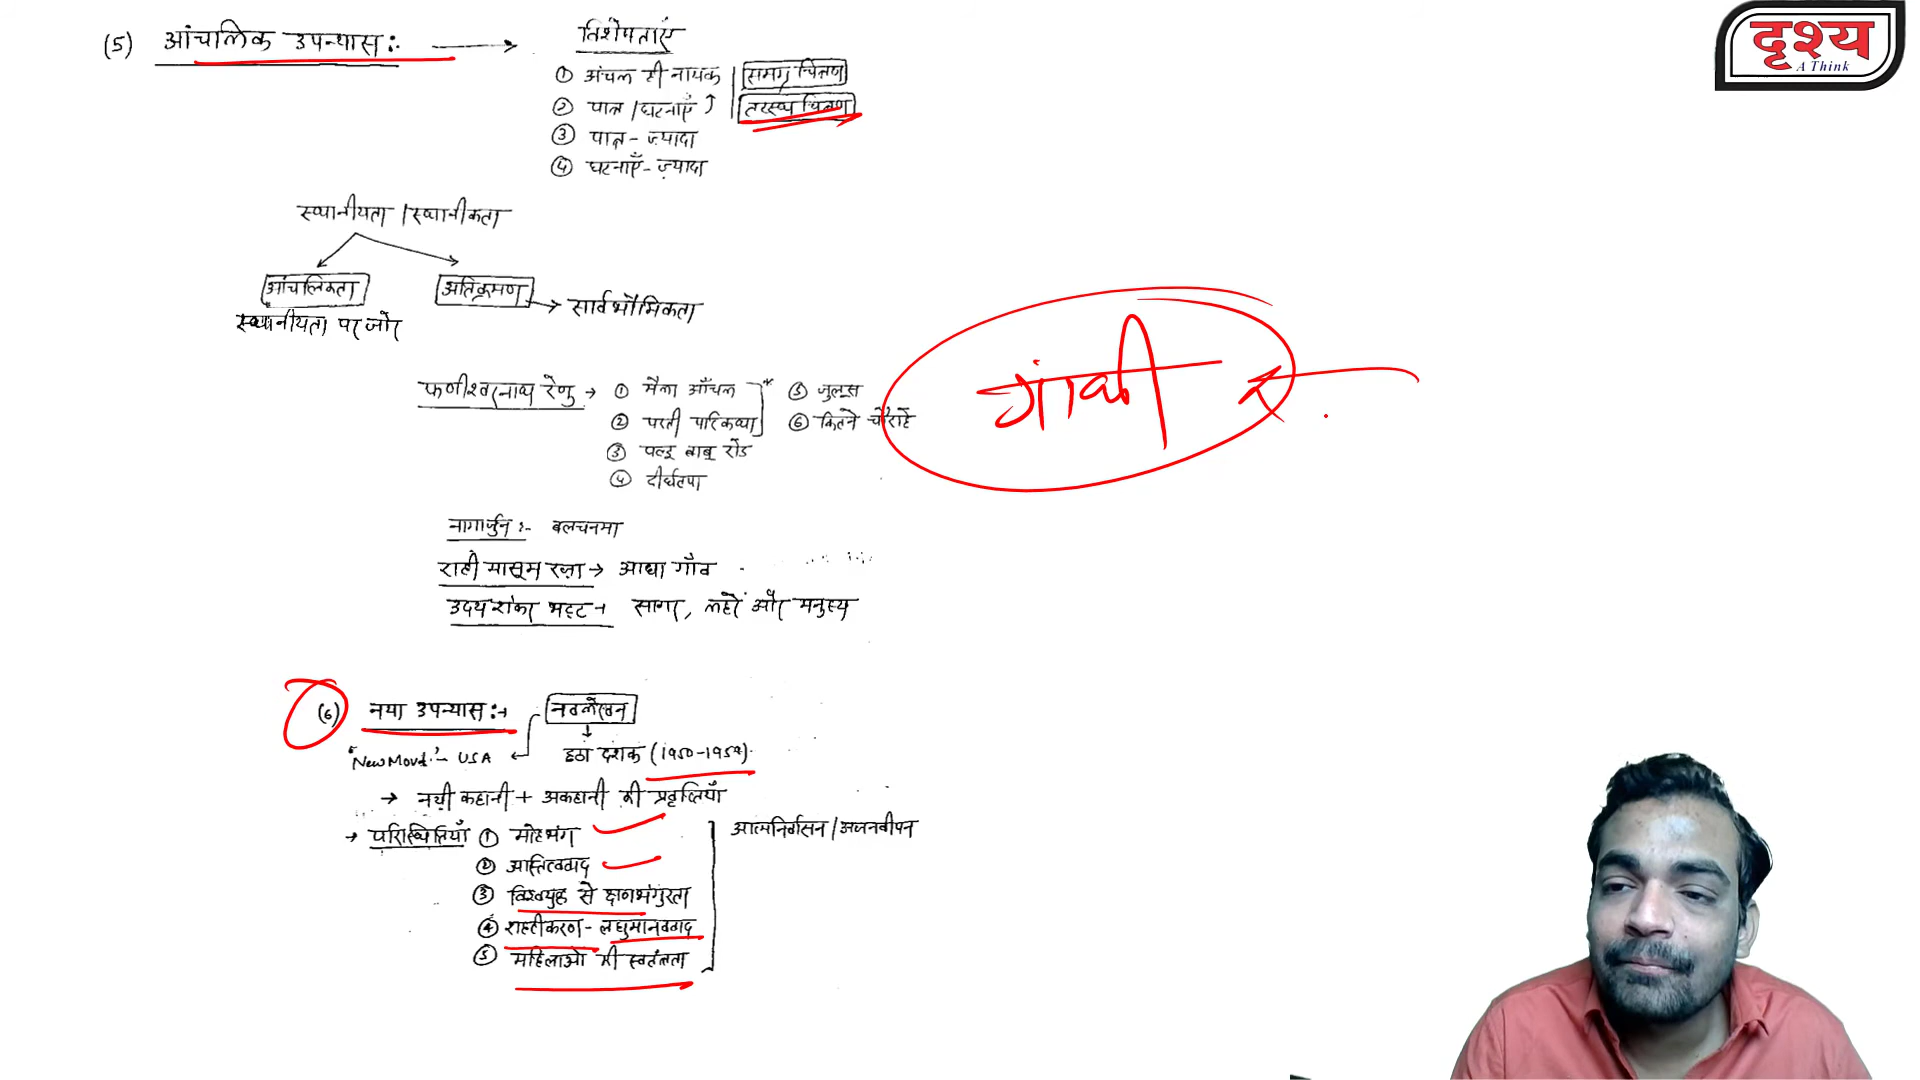 दृश्य
A Think
(5) आंचलिक उपन्यास:- → विशेषताएँ
① अंचल ही नायक | समग्र चित्रण
② पात्र/घटनाएँ ↑ | तटस्थ चित्रण
③ पात्र - ज्यादा
④ घटनाएँ - ज़्यादा
स्थानीयता / स्थानीकता
आंचलिकता अतिक्रमण → सार्वभौमिकता
स्थानीयता पर जोर
गांधी
फणीश्वरनाथ रेणु → ① मैला आँचल ⑤ जुलूस
② परती परिकथा ⑥ कितने चौराहे
③ पल्टू बाबू रोड
④ दीर्घतपा
नागार्जुन :- बलचनमा
राही मासूम रज़ा → आधा गाँव
उदय शंकर भट्ट → सागर, लहरें और मनुष्य
(6) नया उपन्यास:→ नवलेखन
"New Movt." - USA ← छठा दशक (1950-1959)
→ नयी कहानी + अकहानी की प्रवृत्तियाँ
→ परिस्थितियाँ ① मोहभंग आत्मनिर्वासन/अजनबीपन
② अस्तित्ववाद
③ विश्वयुद्ध से क्षणभंगुरता
④ शहरीकरण - लघुमानववाद
⑤ महिलाओं की स्वतंत्रता